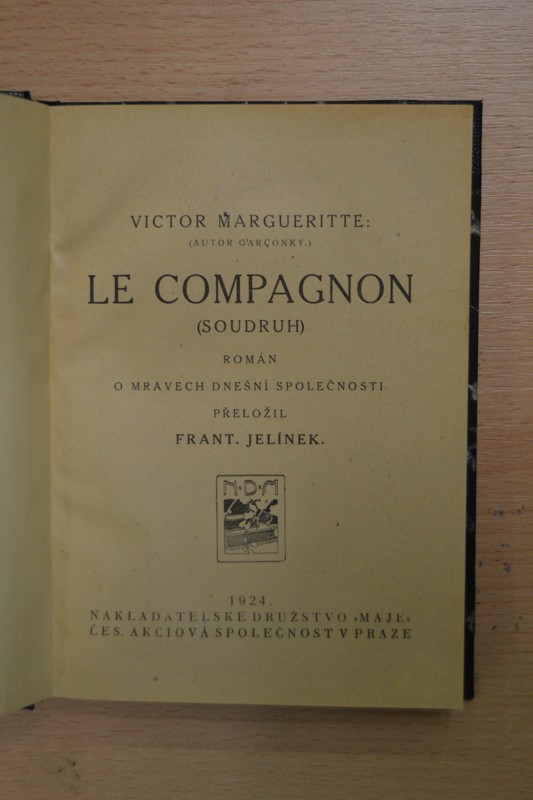 VICTOR MARGUERITTE:
(AUTOR GARÇONKY.)
LE COMPAGNON
(SOUDRUH)
ROMÁN
O MRAVECH DNEŠNÍ SPOLEČNOSTI.
PŘELOŽIL
FRANT. JELÍNEK.
N·D·M
1924.
NAKLADATELSKÉ DRUŽSTVO »MAJE«
ČES. AKCIOVÁ SPOLEČNOST V PRAZE